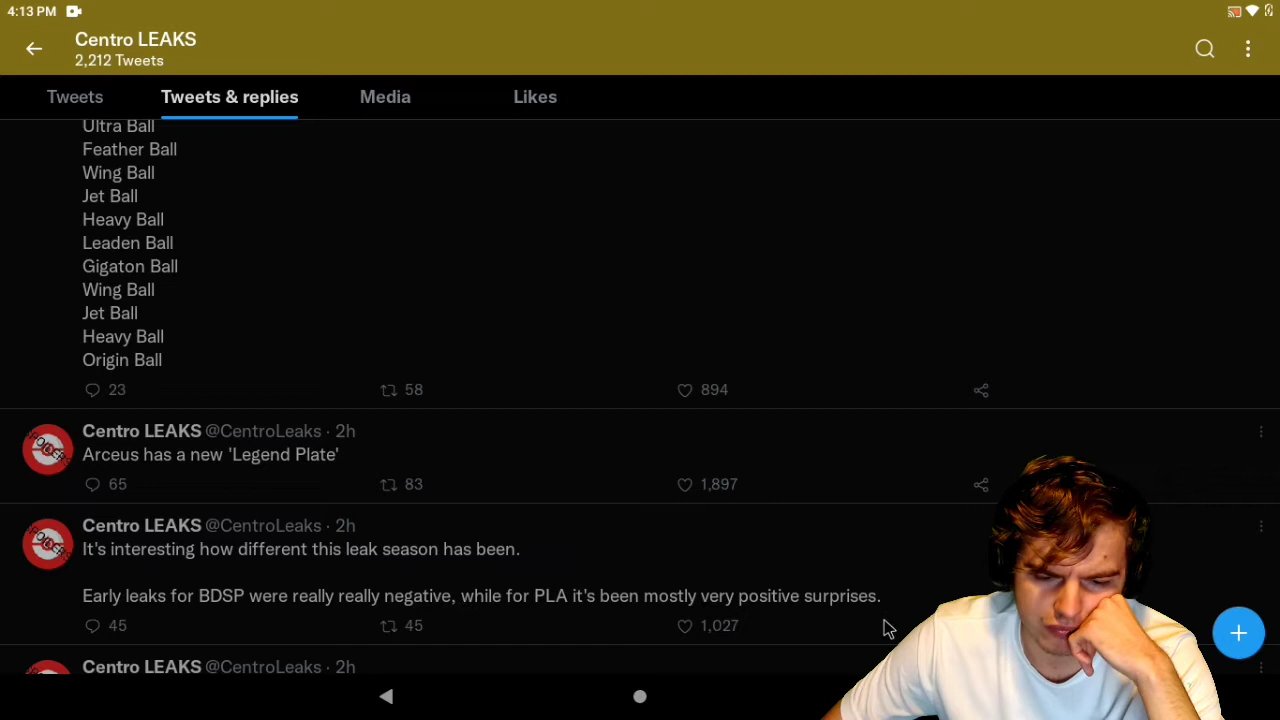 4:13 PM
Centro LEAKS
2,212 Tweets
Tweets
Tweets & replies
Media
Likes
Ultra Ball
Feather Ball
Wing Ball
Jet Ball
Heavy Ball
Leaden Ball
Gigaton Ball
Wing Ball
Jet Ball
Heavy Ball
Origin Ball
23 58 894
Centro LEAKS @CentroLeaks · 2h
Arceus has a new 'Legend Plate'
65 83 1,897
Centro LEAKS @CentroLeaks · 2h
It's interesting how different this leak season has been.
Early leaks for BDSP were really really negative, while for PLA it's been mostly very positive surprises.
45 45 1,027
Centro LEAKS @CentroLeaks · 2h